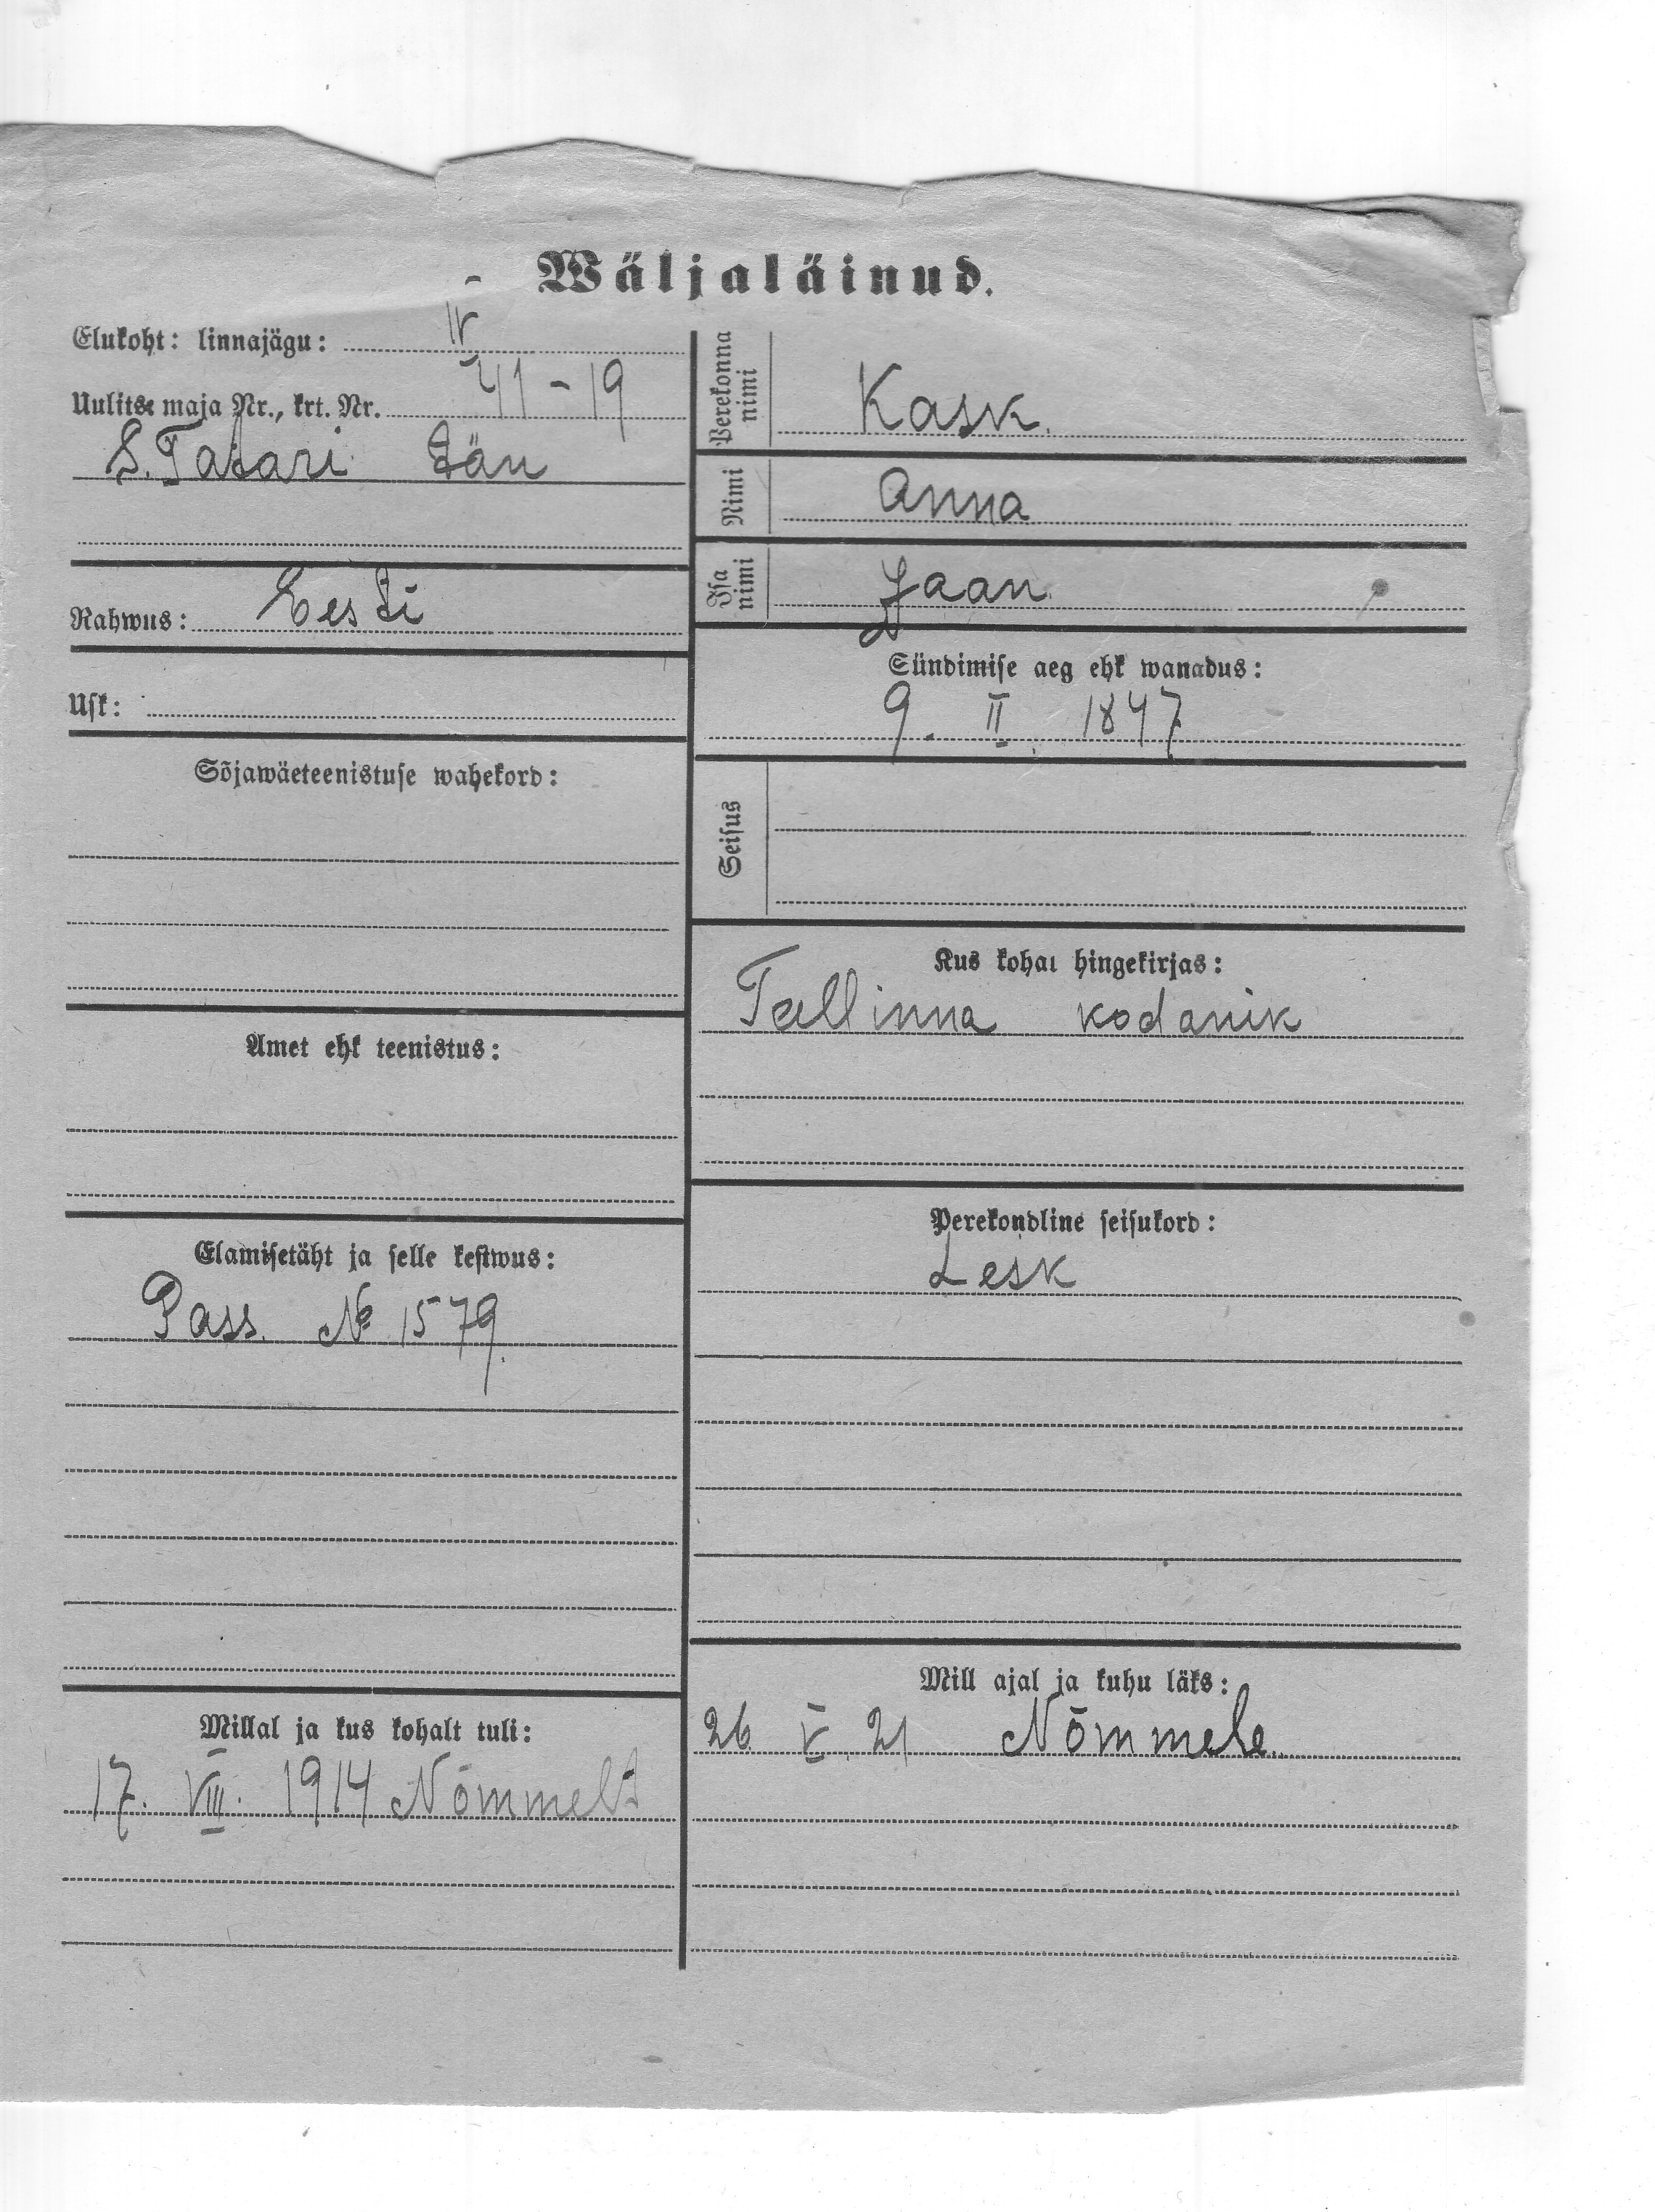 Wäljaläinud.
Elukoht: linnajägu: IV
Uulitse maja Nr., krt. Nr. 41-19
S. Tatari tän
Rahwus: Eesti
Usk:
Sõjawäeteenistuse wahekord:
Amet ehk teenistus:
Elamisetäht ja selle kestwus:
Pass. № 1579.
Millal ja kus kohalt tuli:
17. VIII. 1914 Nõmmelt
Perekonna nimi Kask.
Nimi Anna
Isa nimi Jaan
Sündimise aeg ehk wanadus:
9. II. 1847
Seisus
Kus kohal hingekirjas:
Tallinna kodanik
Perekondline seisukord:
Lesk
Mill ajal ja kuhu läks:
26 V. 21 Nõmmele.